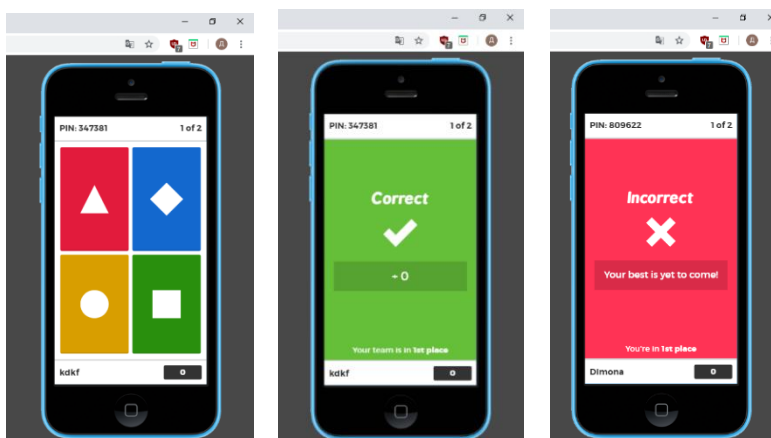 PIN: 347381 1 of 2
kdkf 0
PIN: 347381 1 of 2
Correct
+ 0
Your team is in 1st place
kdkf 0
PIN: 809622 1 of 2
Incorrect
Your best is yet to come!
You're in 1st place
Dimona 0